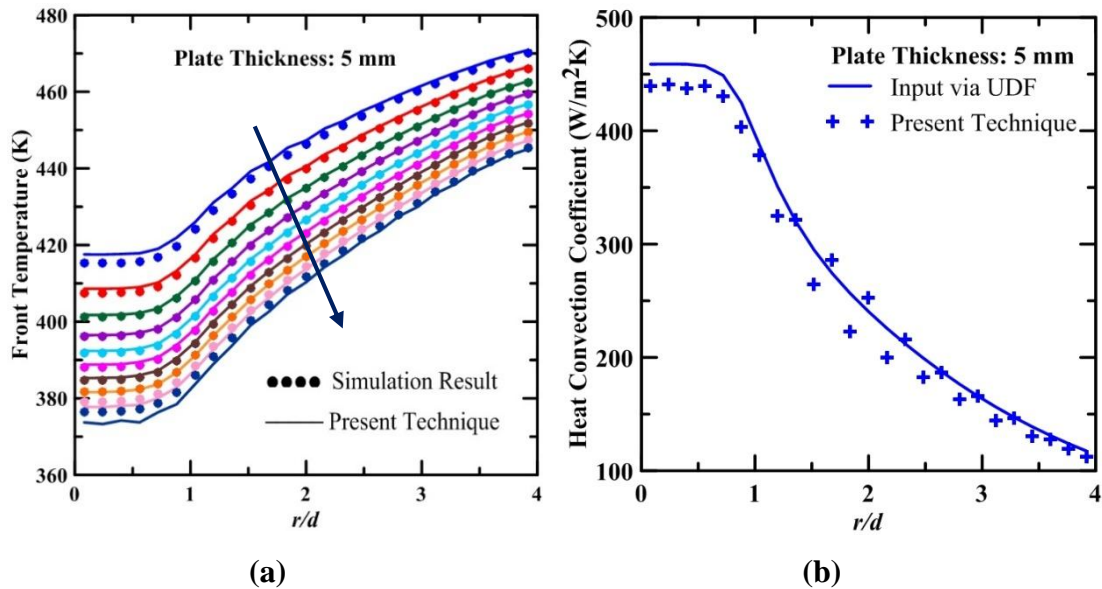 480
460
440
420
400
380
360
Front Temperature (K)
Plate Thickness: 5 mm
Simulation Result
Present Technique
0 1 2 3 4
r/d
(a)
500
400
300
200
100
Heat Convection Coefficient (W/m²K)
Plate Thickness: 5 mm
Input via UDF
Present Technique
0 1 2 3 4
r/d
(b)